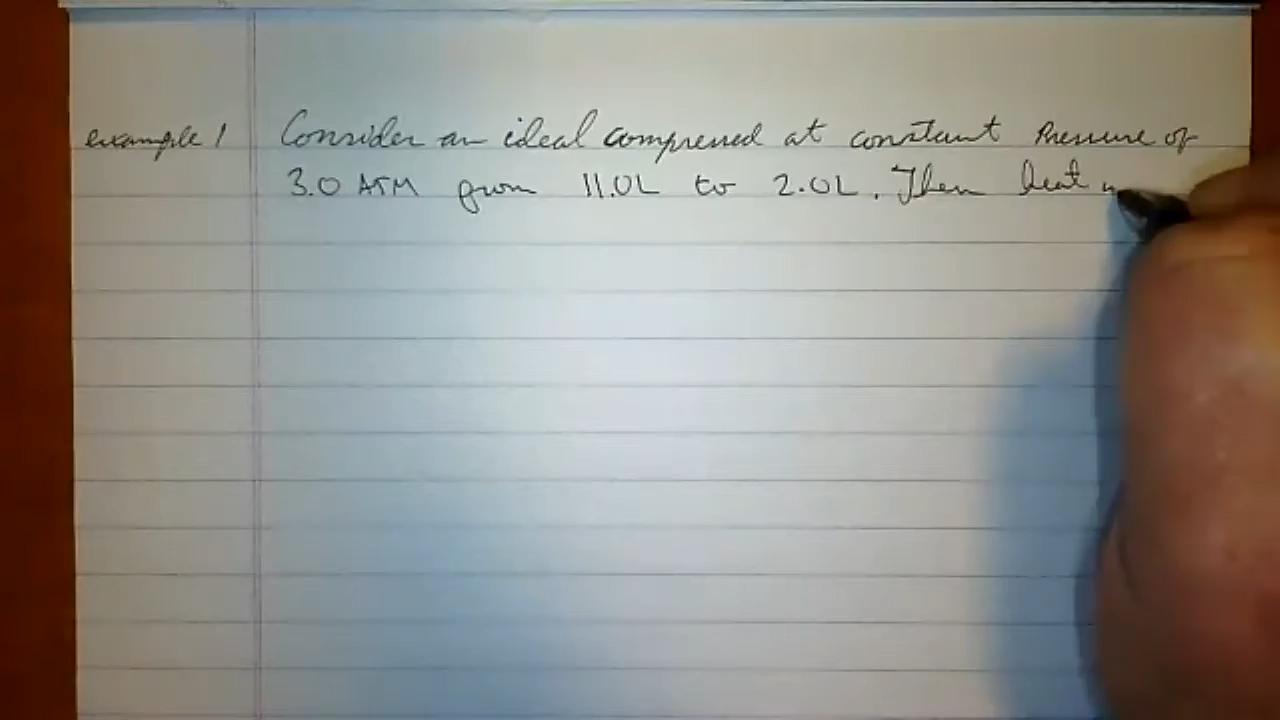 example 1 Consider an ideal compressed at constant Pressure of
3.0 ATM from 11.0L to 2.0L. Then heat